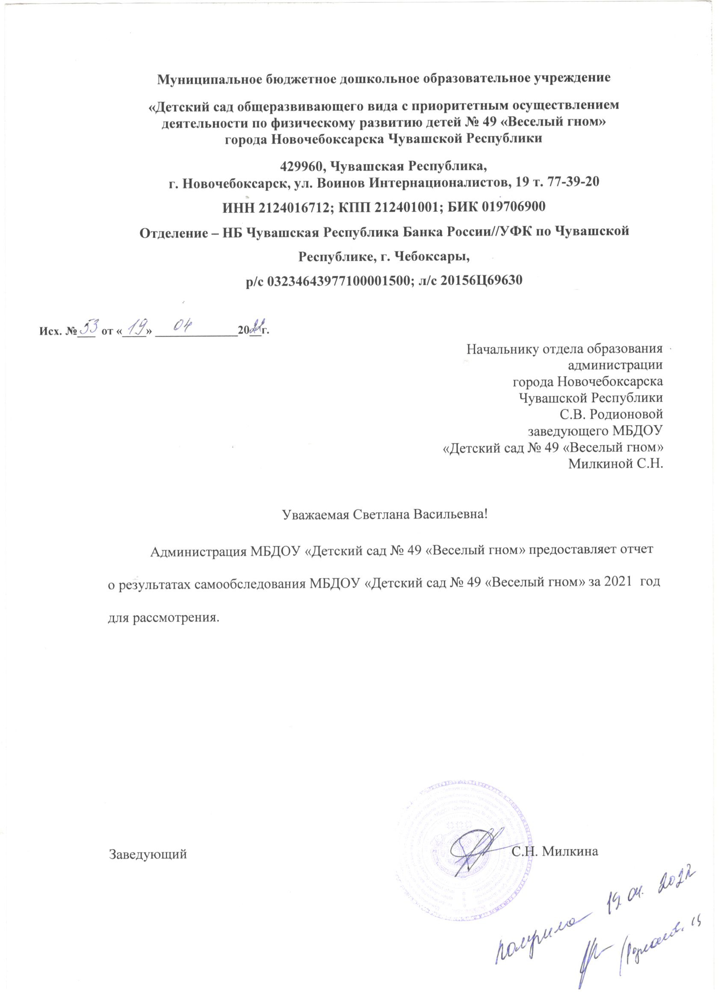 Муниципальное бюджетное дошкольное образовательное учреждение
«Детский сад общеразвивающего вида с приоритетным осуществлением
деятельности по физическому развитию детей № 49 «Веселый гном»
города Новочебоксарска Чувашской Республики
429960, Чувашская Республика,
г. Новочебоксарск, ул. Воинов Интернационалистов, 19 т. 77-39-20
ИНН 2124016712; КПП 212401001; БИК 019706900
Отделение – НБ Чувашская Республика Банка России//УФК по Чувашской
Республике, г. Чебоксары,
р/с 03234643977100001500; л/с 20156Ц69630
Исх. № 53 от « 19 » 04 2022г.
Начальнику отдела образования
администрации
города Новочебоксарска
Чувашской Республики
С.В. Родионовой
заведующего МБДОУ
«Детский сад № 49 «Веселый гном»
Милкиной С.Н.
Уважаемая Светлана Васильевна!
Администрация МБДОУ «Детский сад № 49 «Веселый гном» предоставляет отчет
о результатах самообследования МБДОУ «Детский сад № 49 «Веселый гном» за 2021 год
для рассмотрения.
Заведующий С.Н. Милкина
получила 19 04. 2022